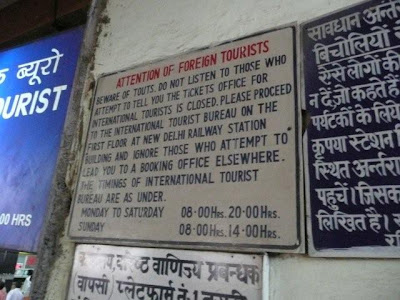 ब्यूरो
OURIST
00 HRS
ATTENTION OF FOREIGN TOURISTS
BEWARE OF TOUTS. DO NOT LISTEN TO THOSE WHO
ATTEMPT TO TELL YOU THE TICKETS OFFICE FOR
INTERNATIONAL TOURISTS IS CLOSED. PLEASE PROCEED
TO THE INTERNATIONAL TOURIST BUREAU ON THE
FIRST FLOOR AT NEW DELHI RAILWAY STATION
BUILDING AND IGNORE THOSE WHO ATTEMPT TO
LEAD YOU TO A BOOKING OFFICE ELSEWHERE.
THE TIMINGS OF INTERNATIONAL TOURIST
BUREAU ARE AS UNDER.
MONDAY TO SATURDAY 08-00HRS. 20-00HRS.
SUNDAY 08-00HRS. 14-00HRS.
सावधान
बिचौलियों
ऐसे लोगों की
न दें, जो कहते है
पर्यटकों के लिये
कृपया स्टेशन
स्थित अन्तर्रा
पहुचें। जिसक
लिखित है।
वाणिज्य प्रबन्धक
वापसी प्लेटफार्म नं.